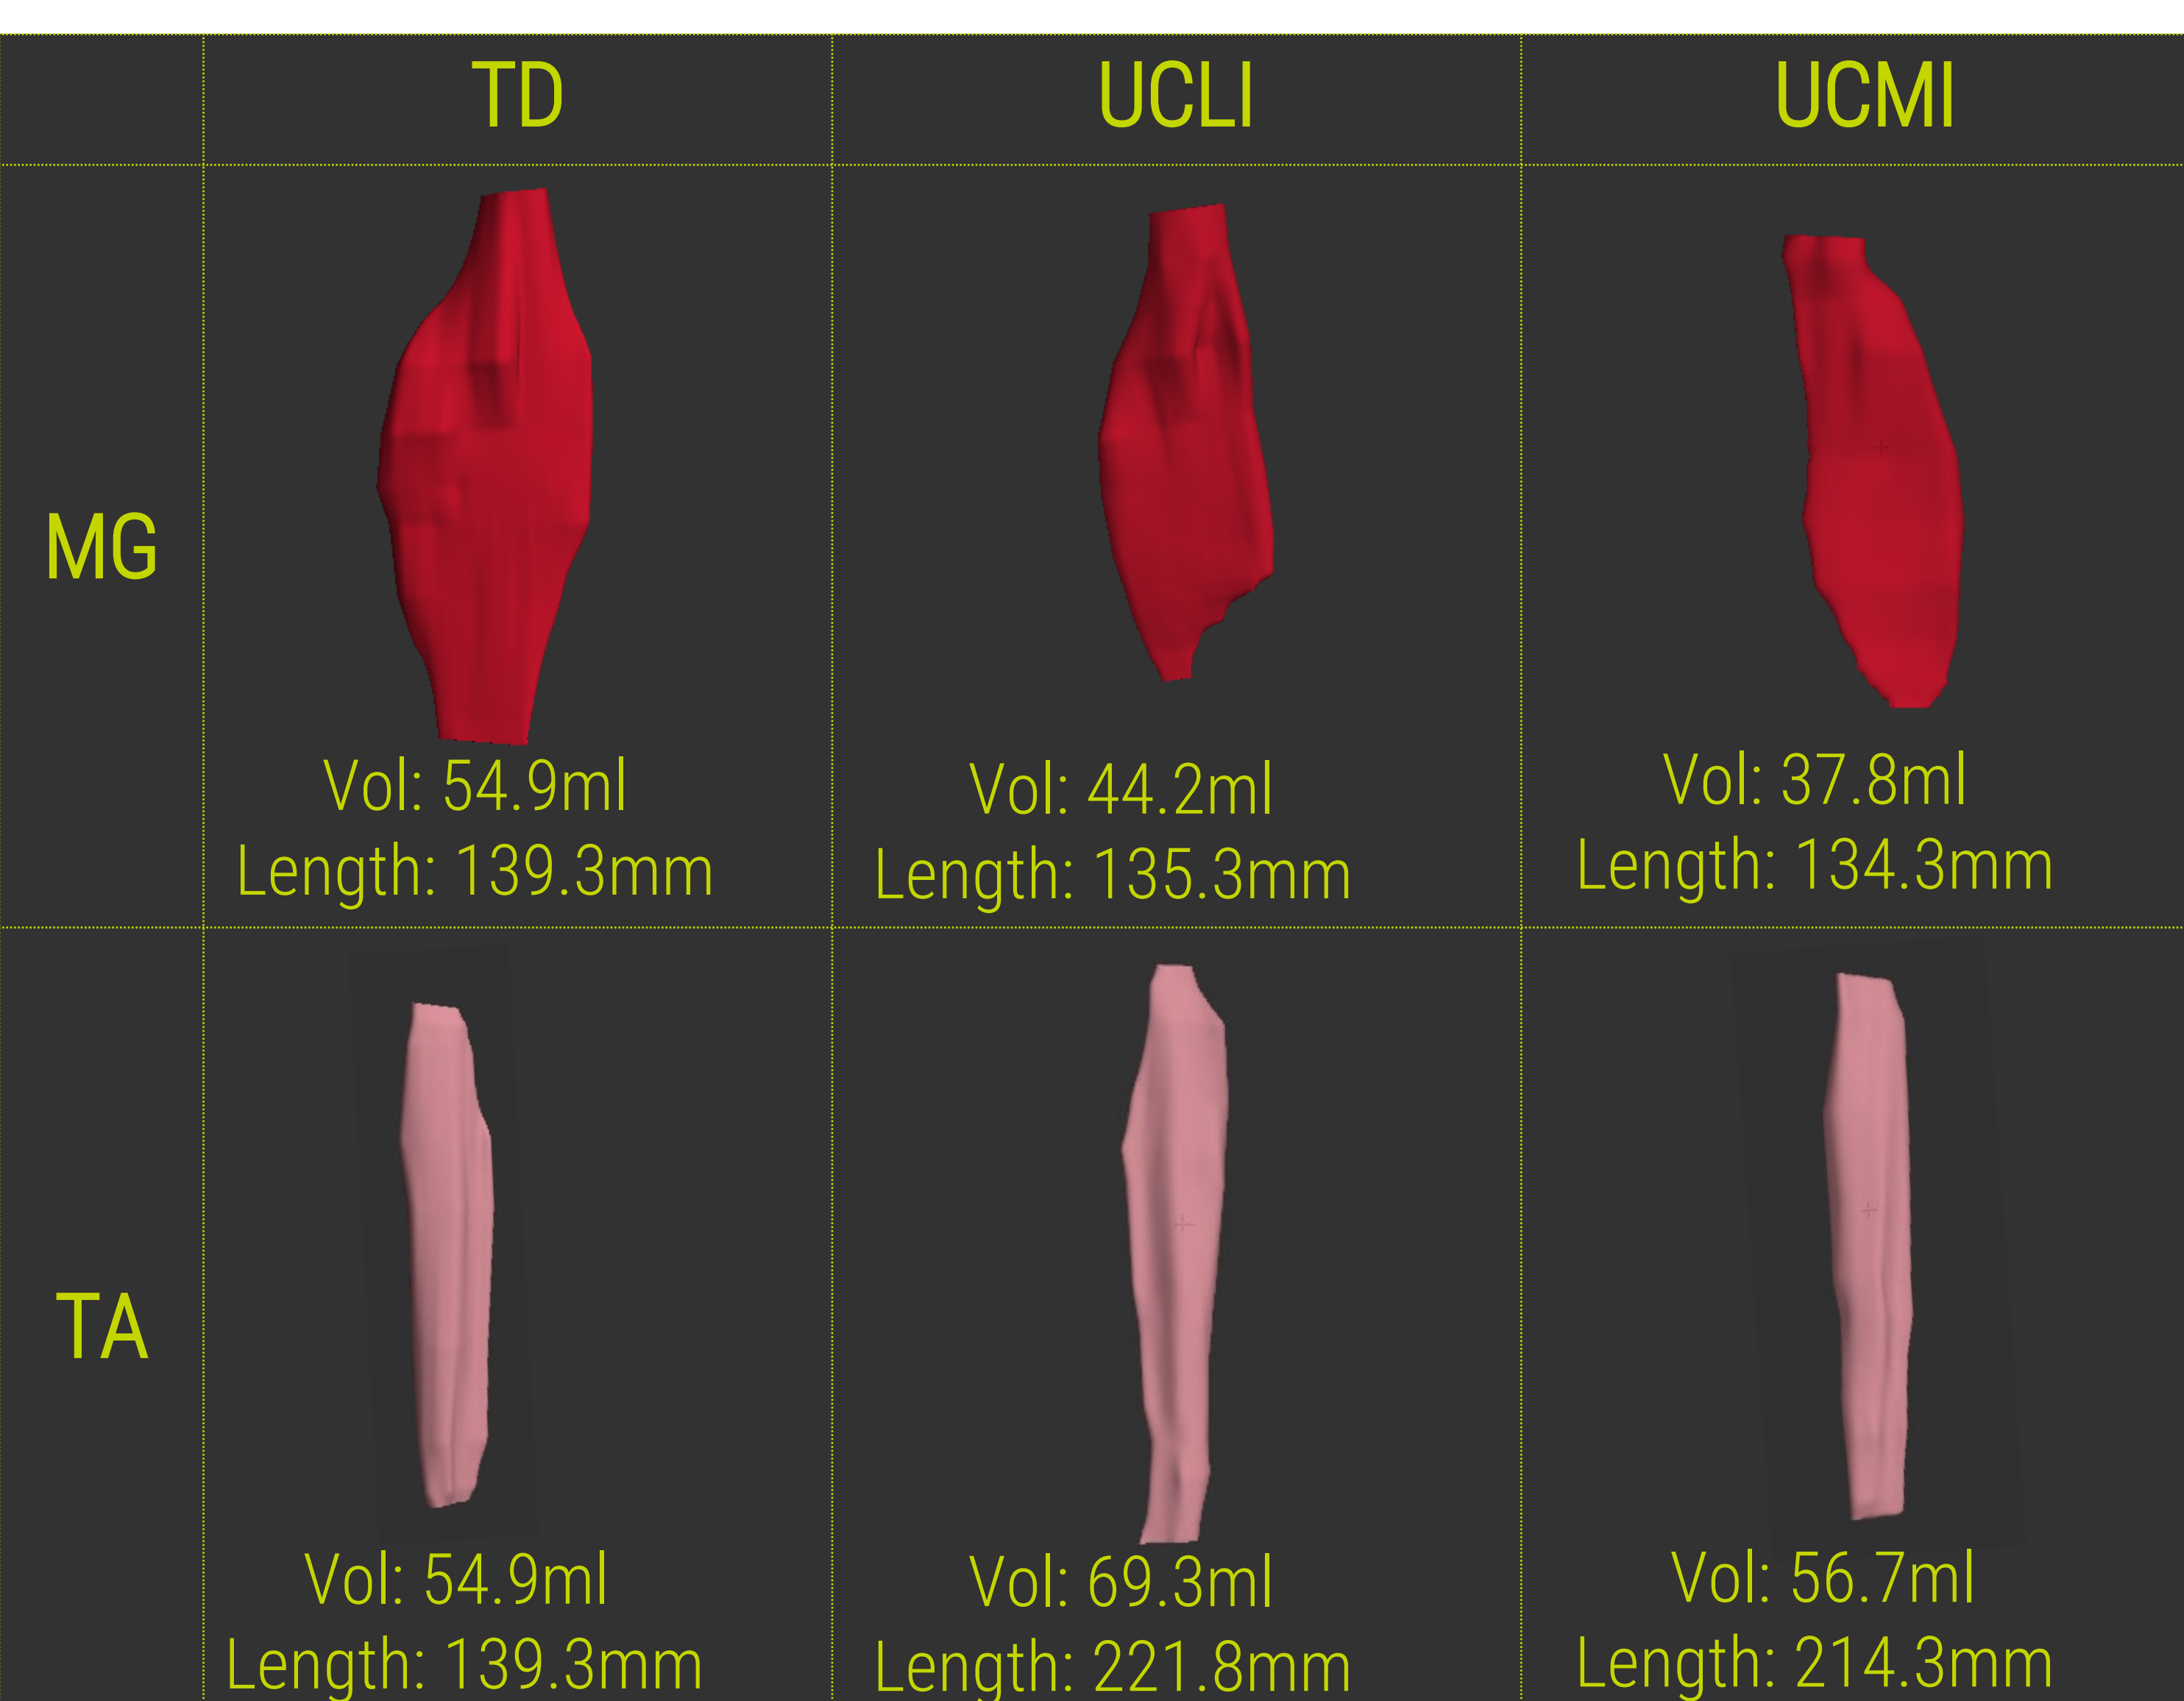 TD UCLI UCMI
MG
Vol: 54.9ml Vol: 44.2ml Vol: 37.8ml
Length: 139.3mm Length: 135.3mm Length: 134.3mm
TA
Vol: 54.9ml Vol: 69.3ml Vol: 56.7ml
Length: 139.3mm Length: 221.8mm Length: 214.3mm